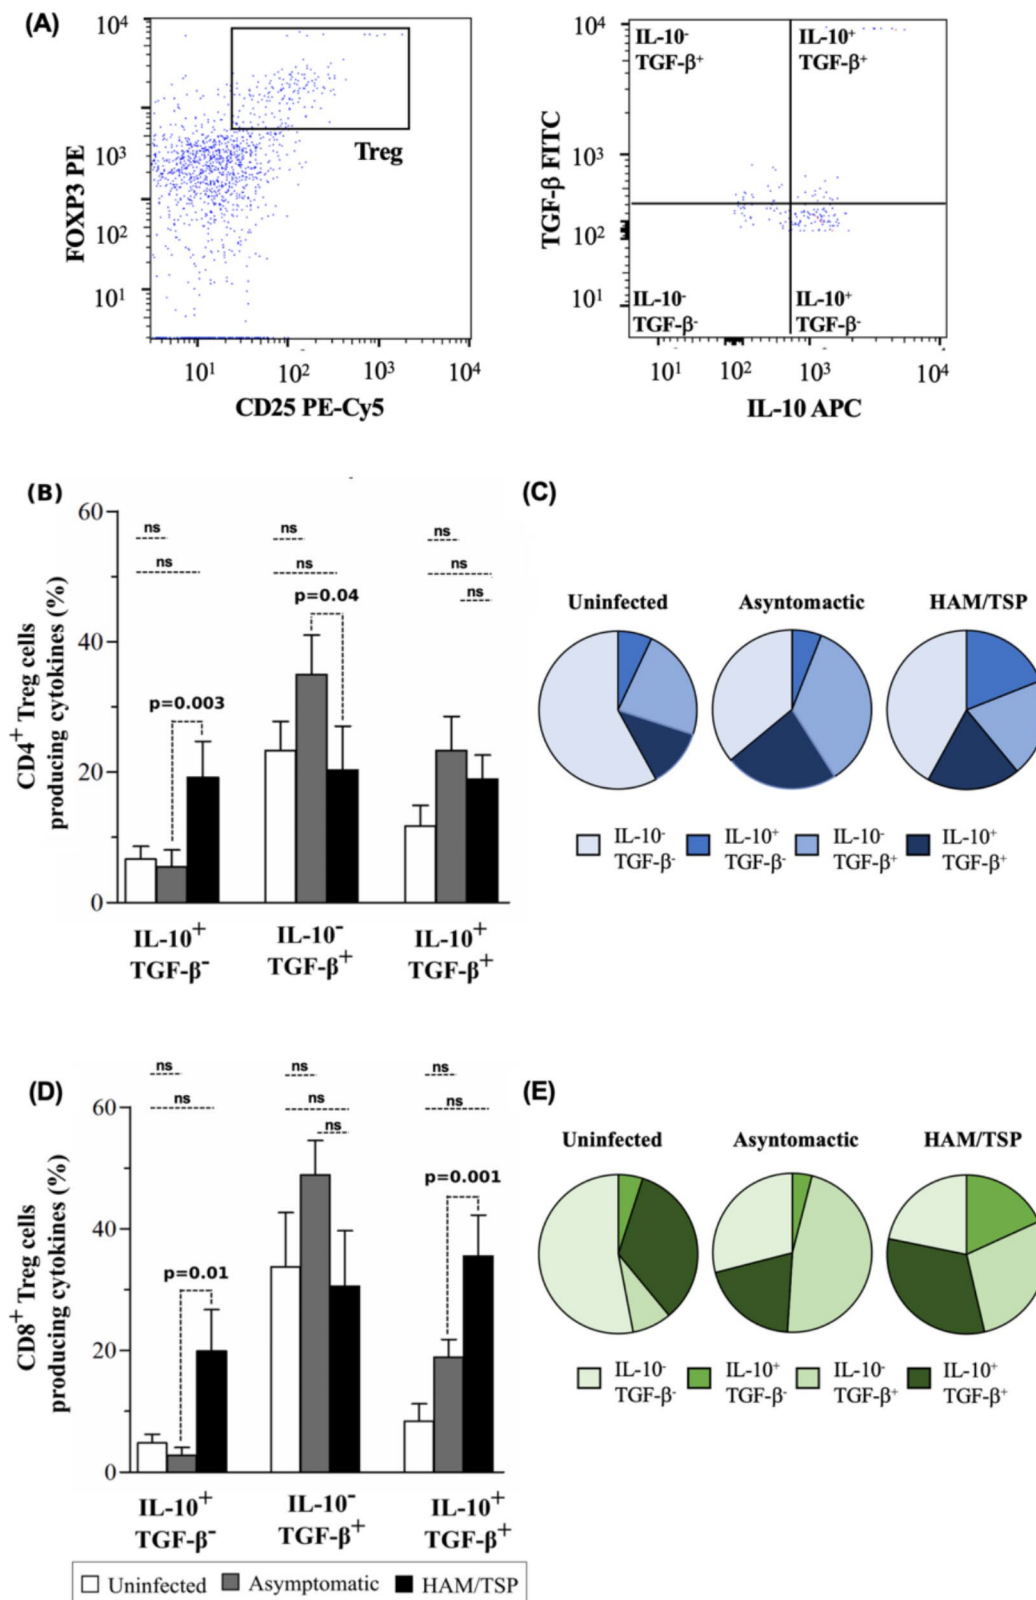 (A)
10⁴
10³
10²
10¹
FOXP3 PE
Treg
10¹ 10² 10³ 10⁴
CD25 PE-Cy5
10⁴
10³
10²
10¹
TGF-β FITC
IL-10⁻
TGF-β⁺
IL-10⁺
TGF-β⁺
IL-10⁻
TGF-β⁻
IL-10⁺
TGF-β⁻
10¹ 10² 10³ 10⁴
IL-10 APC
(B)
60
40
20
0
CD4⁺ Treg cells
producing cytokines (%)
ns
ns
p=0.003
ns
ns
p=0.04
ns
ns
ns
IL-10⁺
TGF-β⁻
IL-10⁻
TGF-β⁺
IL-10⁺
TGF-β⁺
(C)
Uninfected Asyntomactic HAM/TSP
IL-10⁻
TGF-β⁻
IL-10⁺
TGF-β⁻
IL-10⁻
TGF-β⁺
IL-10⁺
TGF-β⁺
(D)
60
40
20
0
CD8⁺ Treg cells
producing cytokines (%)
ns
ns
p=0.01
ns
ns
ns
ns
ns
p=0.001
IL-10⁺
TGF-β⁻
IL-10⁻
TGF-β⁺
IL-10⁺
TGF-β⁺
(E)
Uninfected Asyntomactic HAM/TSP
IL-10⁻
TGF-β⁻
IL-10⁺
TGF-β⁻
IL-10⁻
TGF-β⁺
IL-10⁺
TGF-β⁺
Uninfected Asymptomatic HAM/TSP